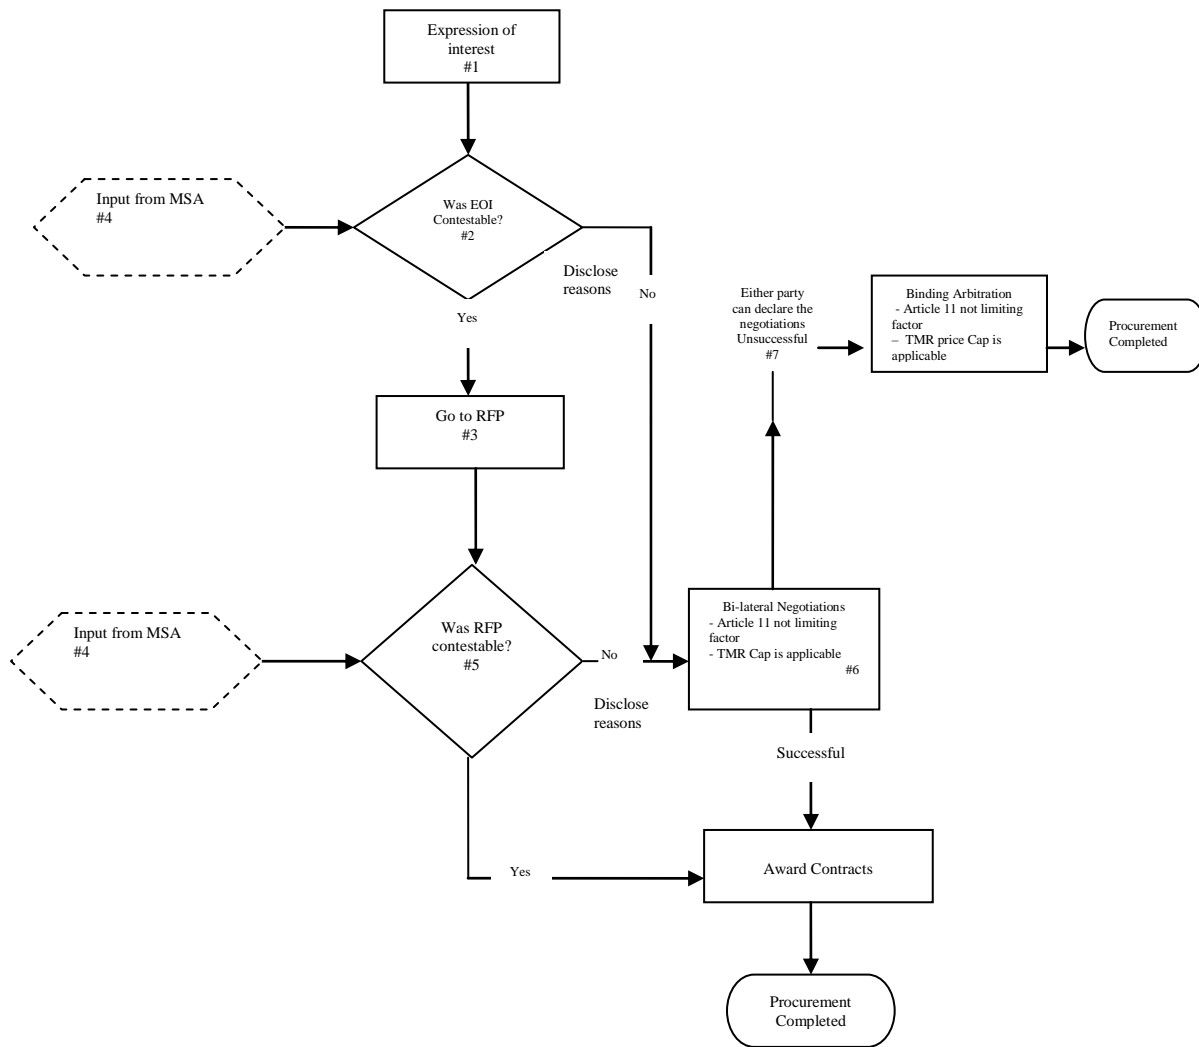 Expression of
interest
#1
Input from MSA
#4
Was EOI
Contestable?
#2
Disclose
reasons
No
Yes
Either party
can declare the
negotiations
Unsuccessful
#7
Binding Arbitration
- Article 11 not limiting
factor
– TMR price Cap is
applicable
Procurement
Completed
Go to RFP
#3
Input from MSA
#4
Was RFP
contestable?
#5
No
Disclose
reasons
Bi-lateral Negotiations
- Article 11 not limiting
factor
- TMR Cap is applicable
#6
Successful
Yes
Award Contracts
Procurement
Completed